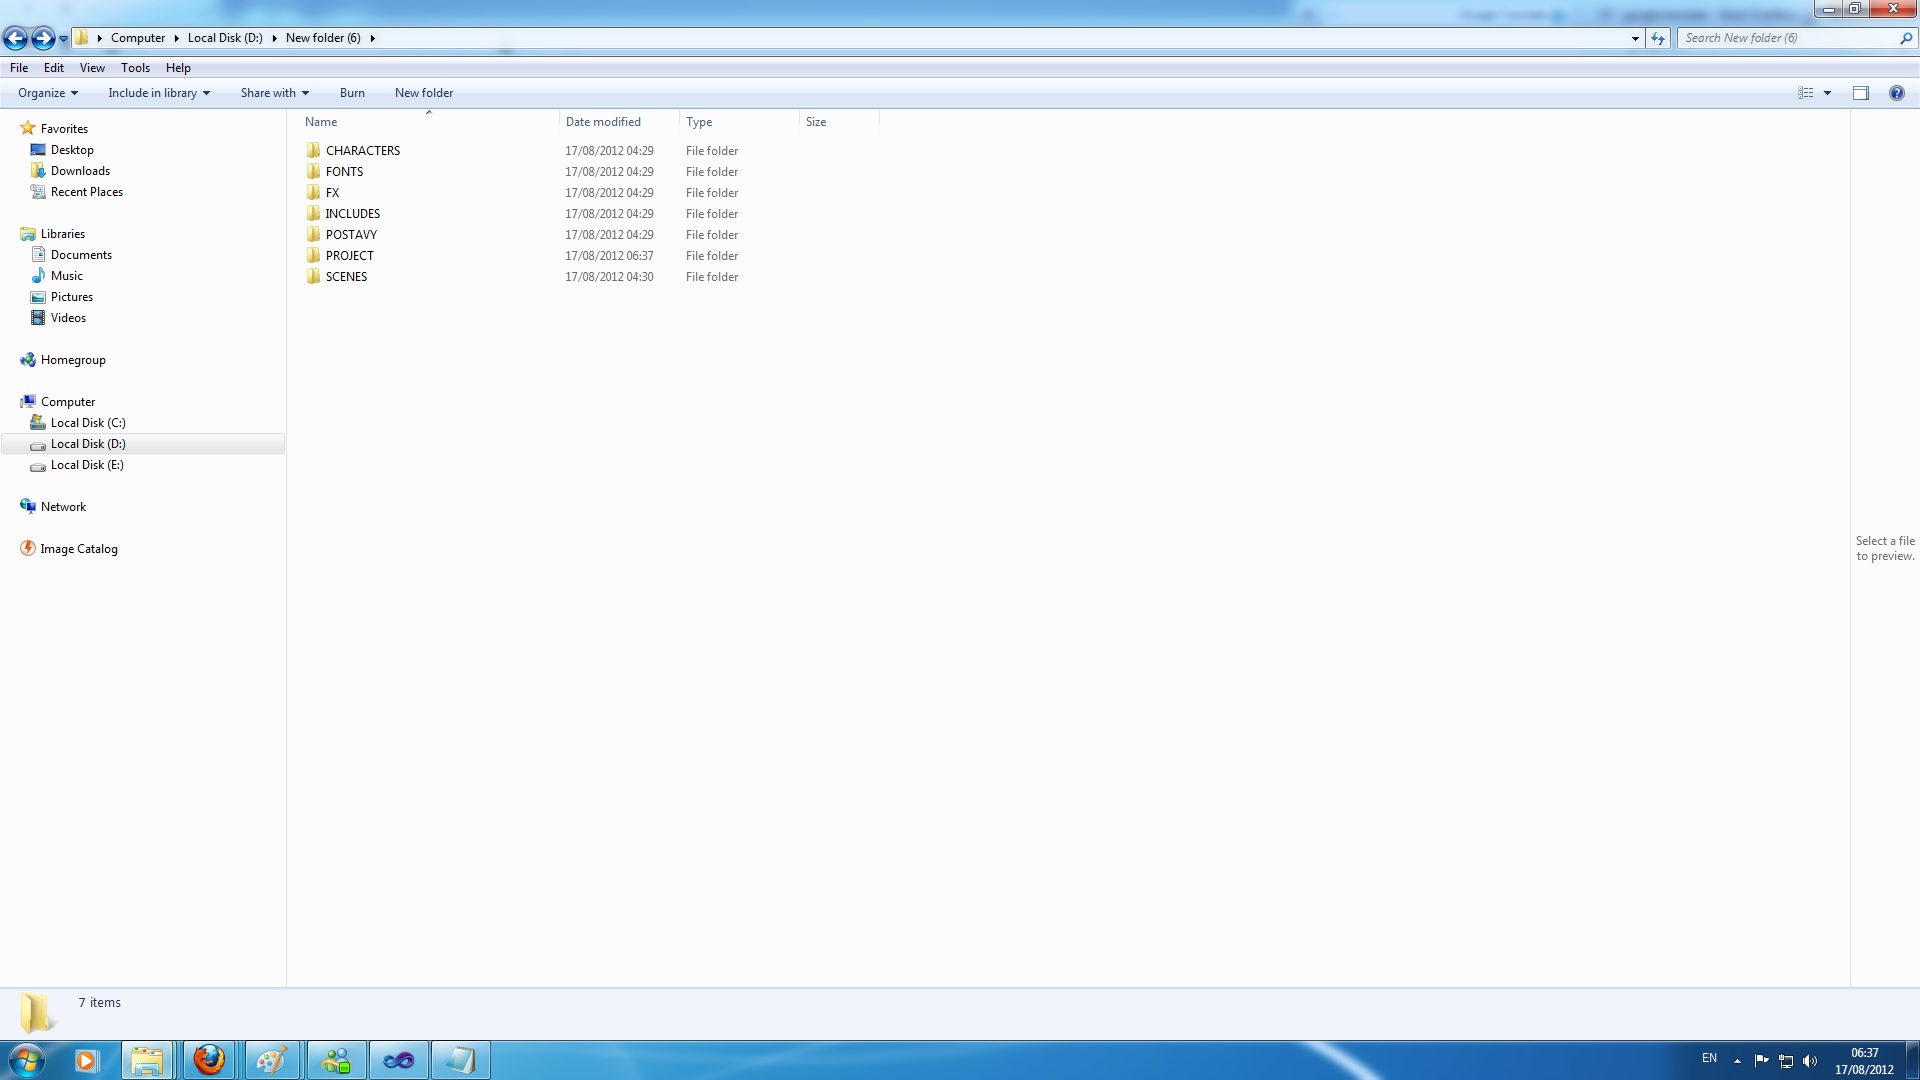 Computer Local Disk (D:) New folder (6)
Search New folder (6)
File Edit View Tools Help
Organize Include in library Share with Burn New folder
Favorites
Desktop
Downloads
Recent Places
Libraries
Documents
Music
Pictures
Videos
Homegroup
Computer
Local Disk (C:)
Local Disk (D:)
Local Disk (E:)
Network
Image Catalog
Name Date modified Type Size
CHARACTERS 17/08/2012 04:29 File folder
FONTS 17/08/2012 04:29 File folder
FX 17/08/2012 04:29 File folder
INCLUDES 17/08/2012 04:29 File folder
POSTAVY 17/08/2012 04:29 File folder
PROJECT 17/08/2012 06:37 File folder
SCENES 17/08/2012 04:30 File folder
Select a file
to preview.
7 items
EN
06:37
17/08/2012